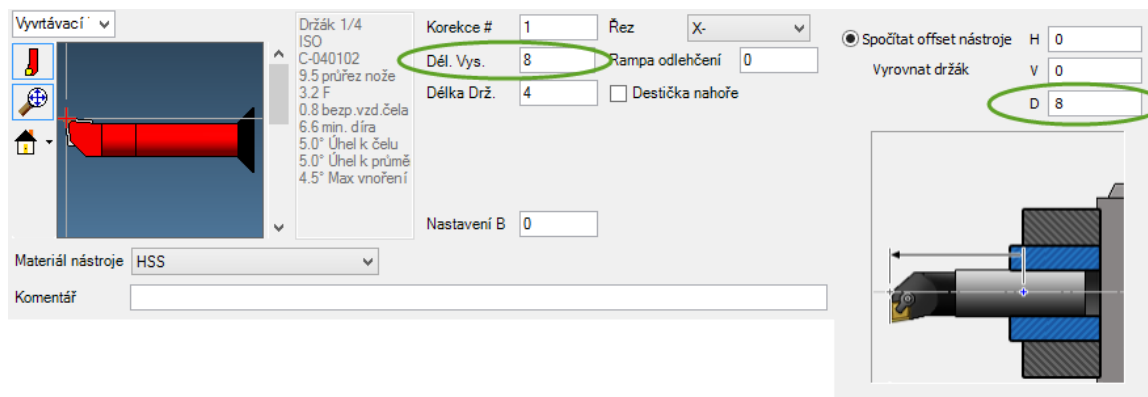 Vyvrtávací
Držák 1/4
ISO
C-040102
9.5 průřez nože
3.2 F
0.8 bezp.vzd.čela
6.6 min. díra
5.0° Úhel k čelu
5.0° Úhel k průmě
4.5° Max vnoření
Korekce # 1
Dél. Vys. 8
Délka Drž. 4
Nastavení B 0
Řez X-
Rampa odlehčení 0
Destička nahoře
Materiál nástroje HSS
Komentář
Spočítat offset nástroje H 0
Vyrovnat držák V 0
D 8